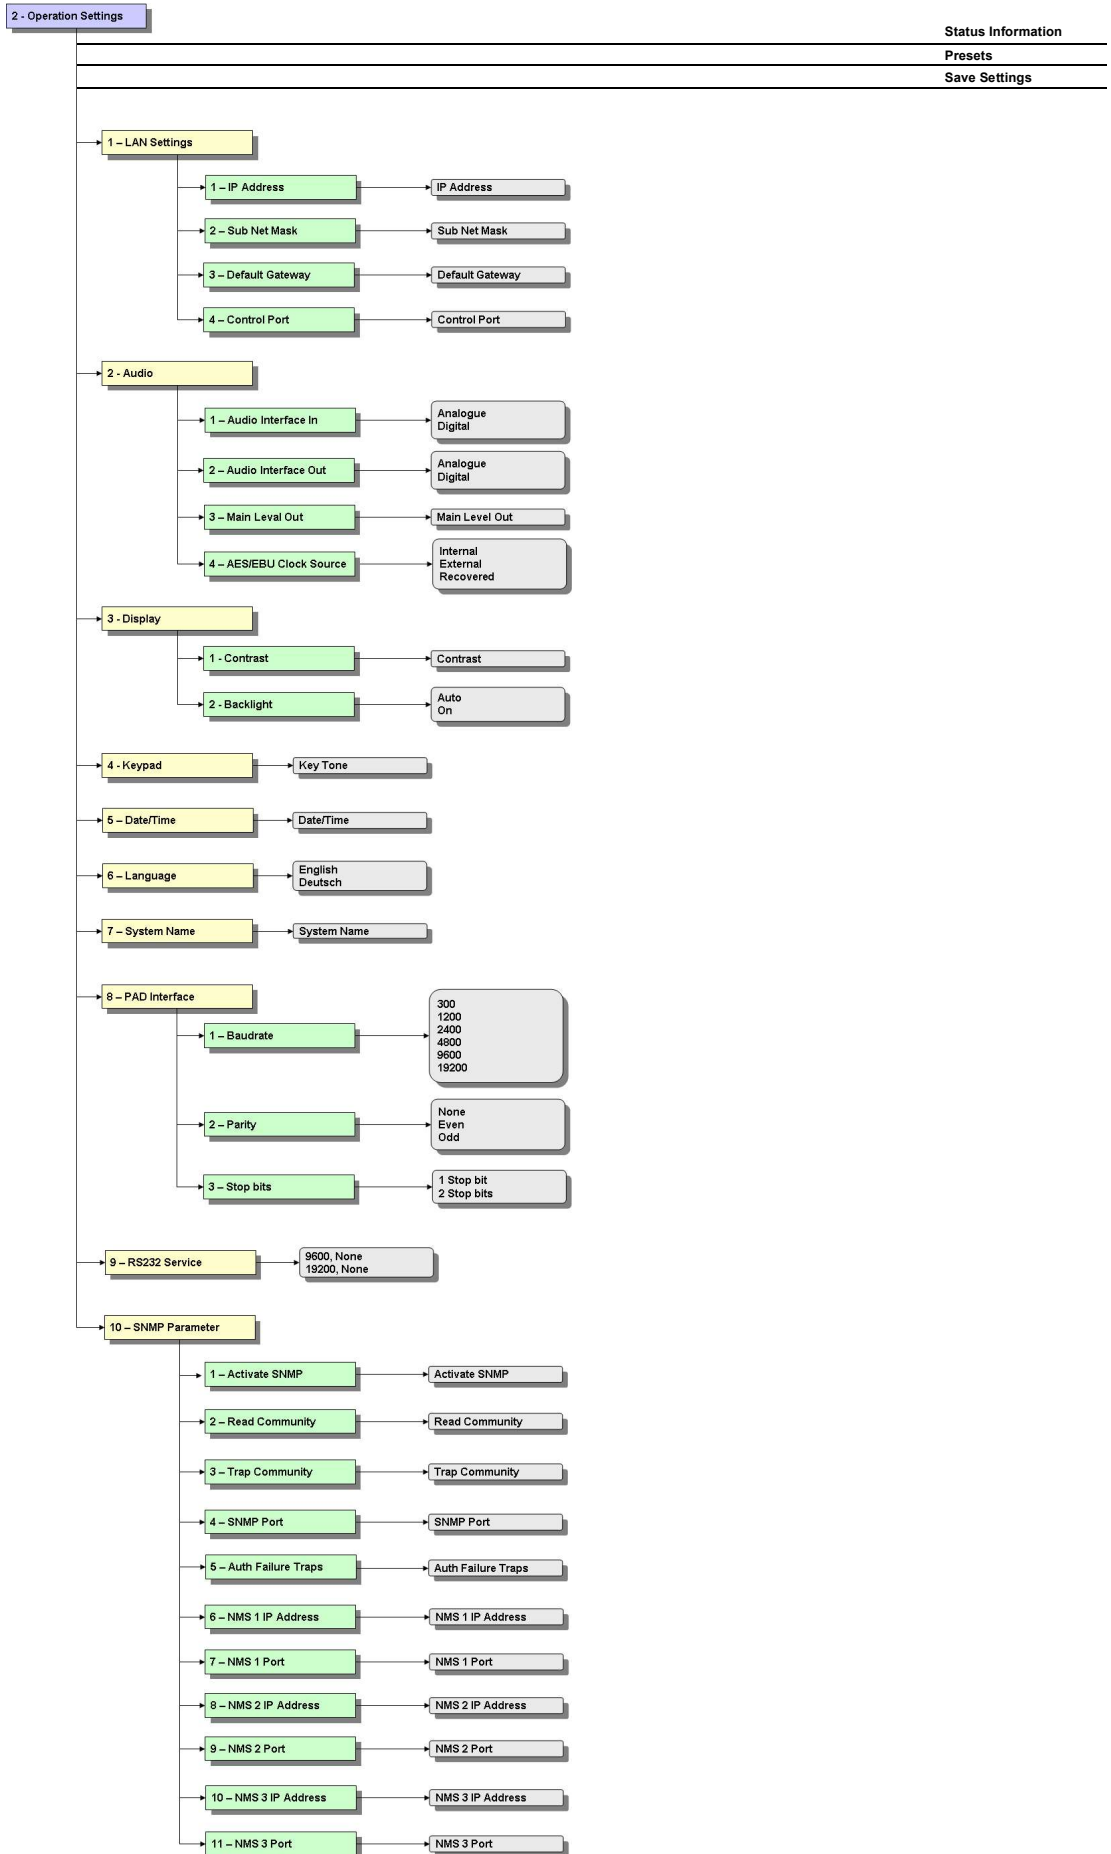 2 - Operation Settings
Status Information
Presets
Save Settings
1 – LAN Settings
1 – IP Address
IP Address
2 – Sub Net Mask
Sub Net Mask
3 – Default Gateway
Default Gateway
4 – Control Port
Control Port
2 - Audio
1 – Audio Interface In
Analogue
Digital
2 – Audio Interface Out
Analogue
Digital
3 – Main Leval Out
Main Level Out
4 – AES/EBU Clock Source
Internal
External
Recovered
3 - Display
1 - Contrast
Contrast
2 - Backlight
Auto
On
4 - Keypad
Key Tone
5 – Date/Time
Date/Time
6 – Language
English
Deutsch
7 – System Name
System Name
8 – PAD Interface
1 – Baudrate
300
1200
2400
4800
9600
19200
2 – Parity
None
Even
Odd
3 – Stop bits
1 Stop bit
2 Stop bits
9 – RS232 Service
9600, None
19200, None
10 – SNMP Parameter
1 – Activate SNMP
Activate SNMP
2 – Read Community
Read Community
3 – Trap Community
Trap Community
4 – SNMP Port
SNMP Port
5 – Auth Failure Traps
Auth Failure Traps
6 – NMS 1 IP Address
NMS 1 IP Address
7 – NMS 1 Port
NMS 1 Port
8 – NMS 2 IP Address
NMS 2 IP Address
9 – NMS 2 Port
NMS 2 Port
10 – NMS 3 IP Address
NMS 3 IP Address
11 – NMS 3 Port
NMS 3 Port